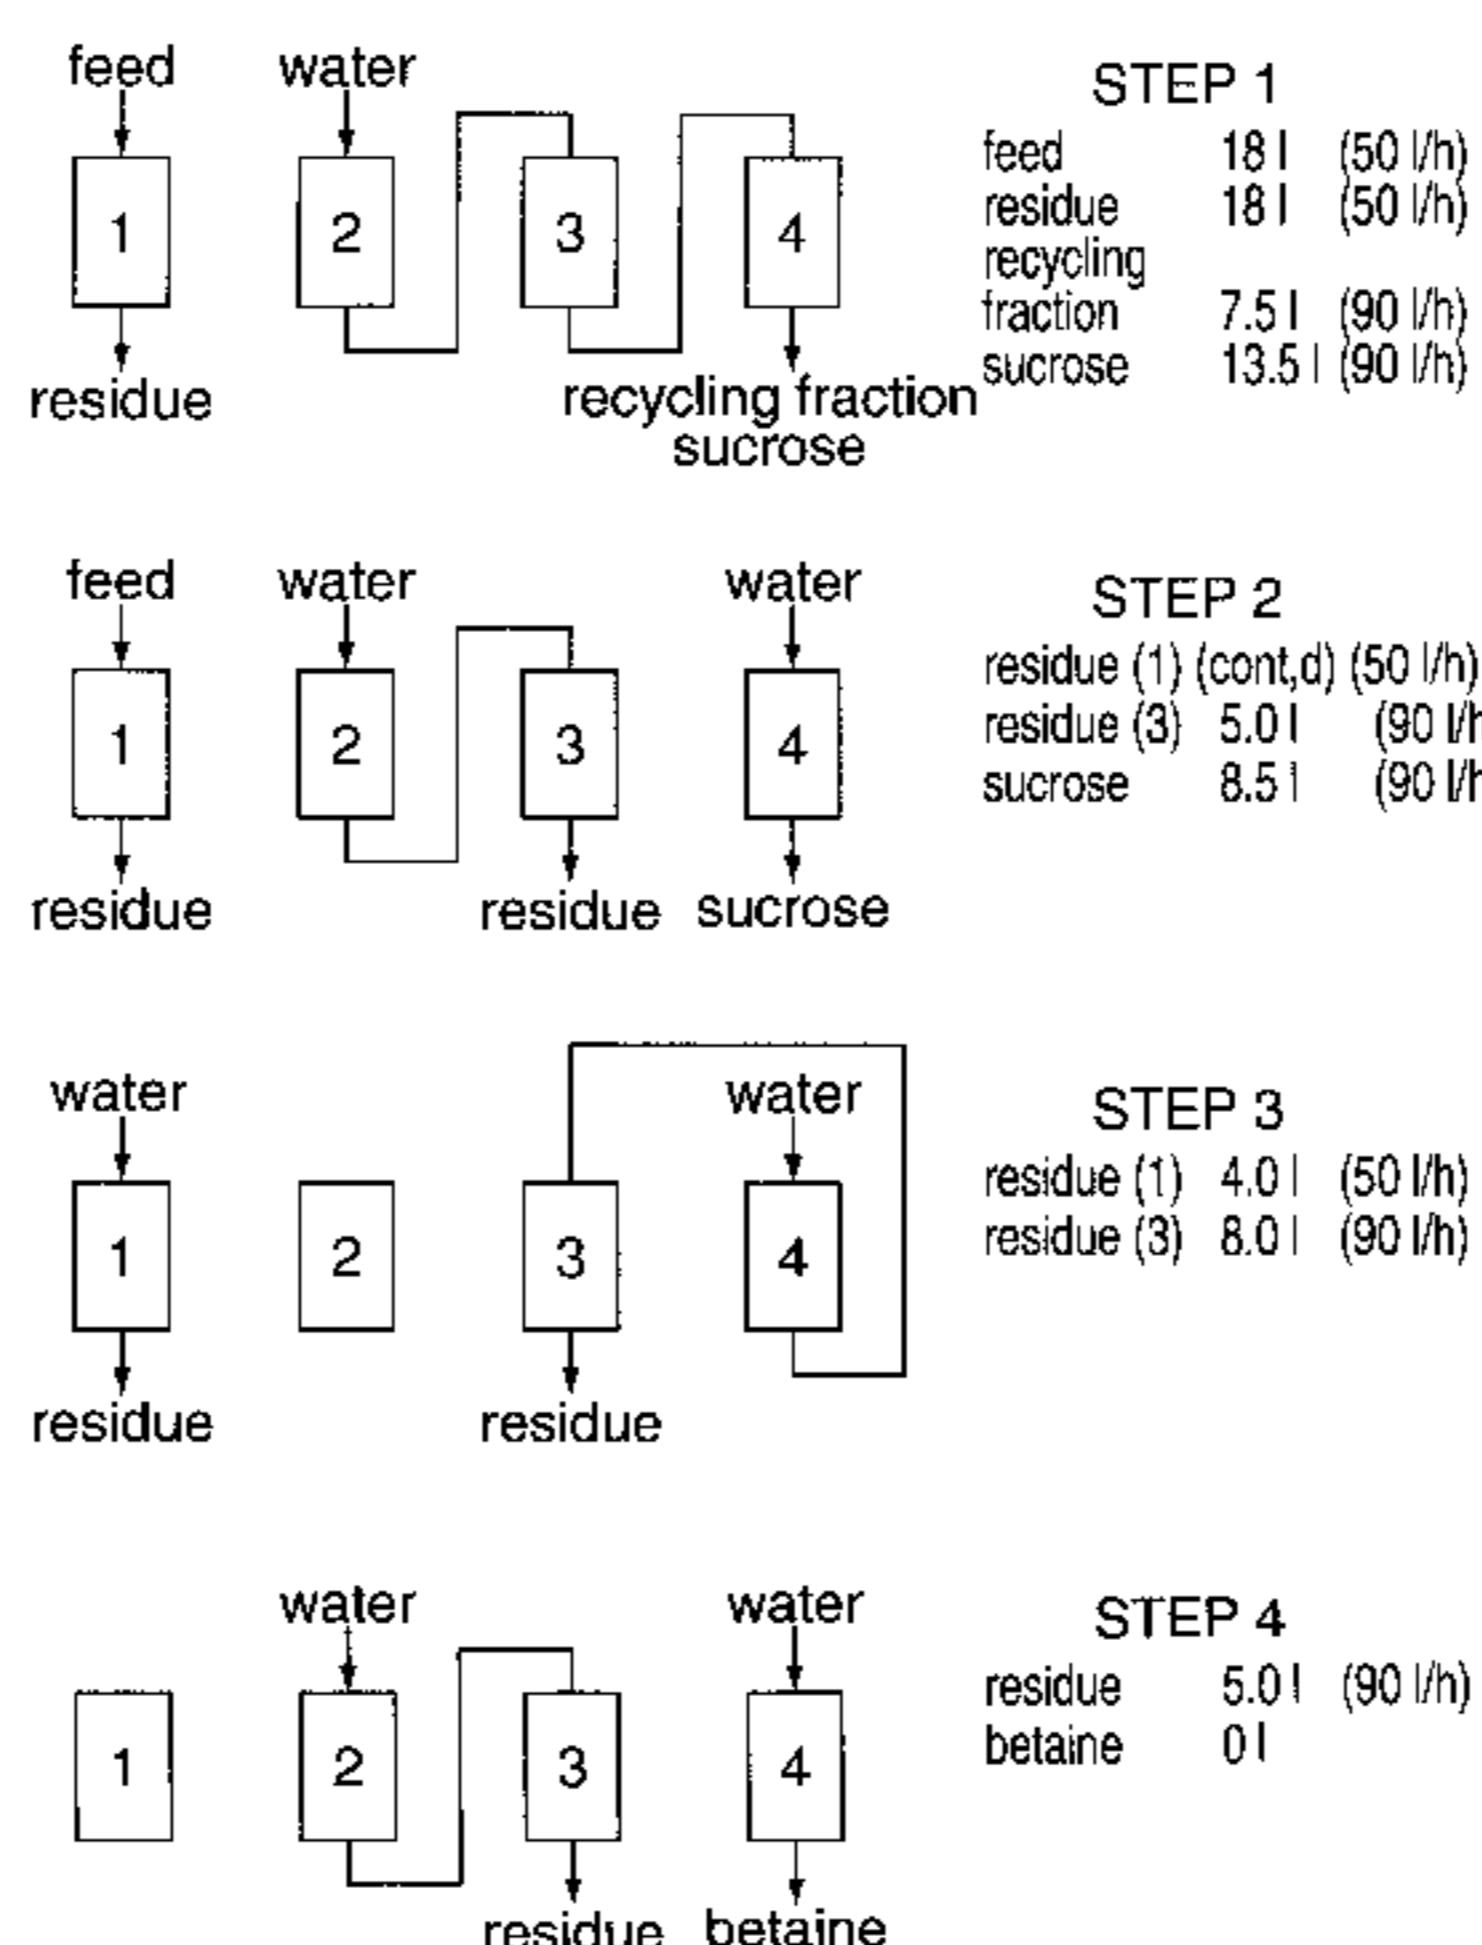 feed water STEP 1
feed 18 l (50 l/h)
1 2 3 4
residue 18 l (50 l/h)
recycling
fraction 7.5 l (90 l/h)
sucrose 13.5 l (90 l/h)
residue recycling fraction
sucrose
feed water water STEP 2
residue (1) (cont,d) (50 l/h)
1 2 3 4
residue (3) 5.0 l (90 l/h
sucrose 8.5 l (90 l/h
residue residue sucrose
water water STEP 3
residue (1) 4.0 l (50 l/h)
1 2 3 4
residue (3) 8.0 l (90 l/h)
residue residue
water water STEP 4
residue 5.0 l (90 l/h)
1 2 3 4
betaine 0 l
residue betaine